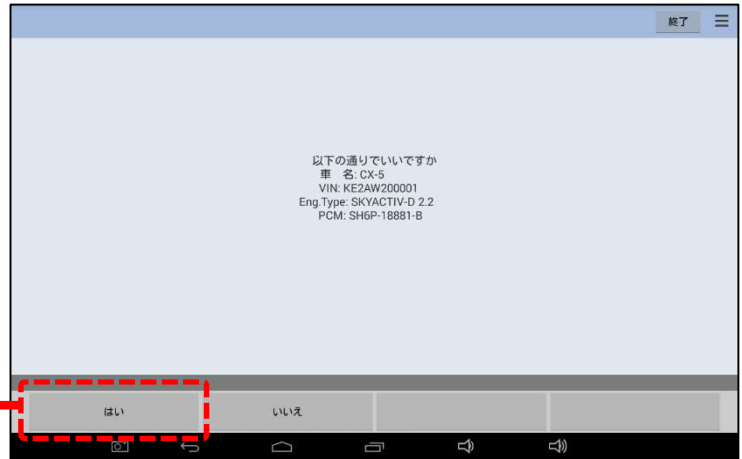 終了
以下の通りでいいですか
車 名: CX-5
VIN: KE2AW200001
Eng.Type: SKYACTIV-D 2.2
PCM: SH6P-18881-B
はい
いいえ